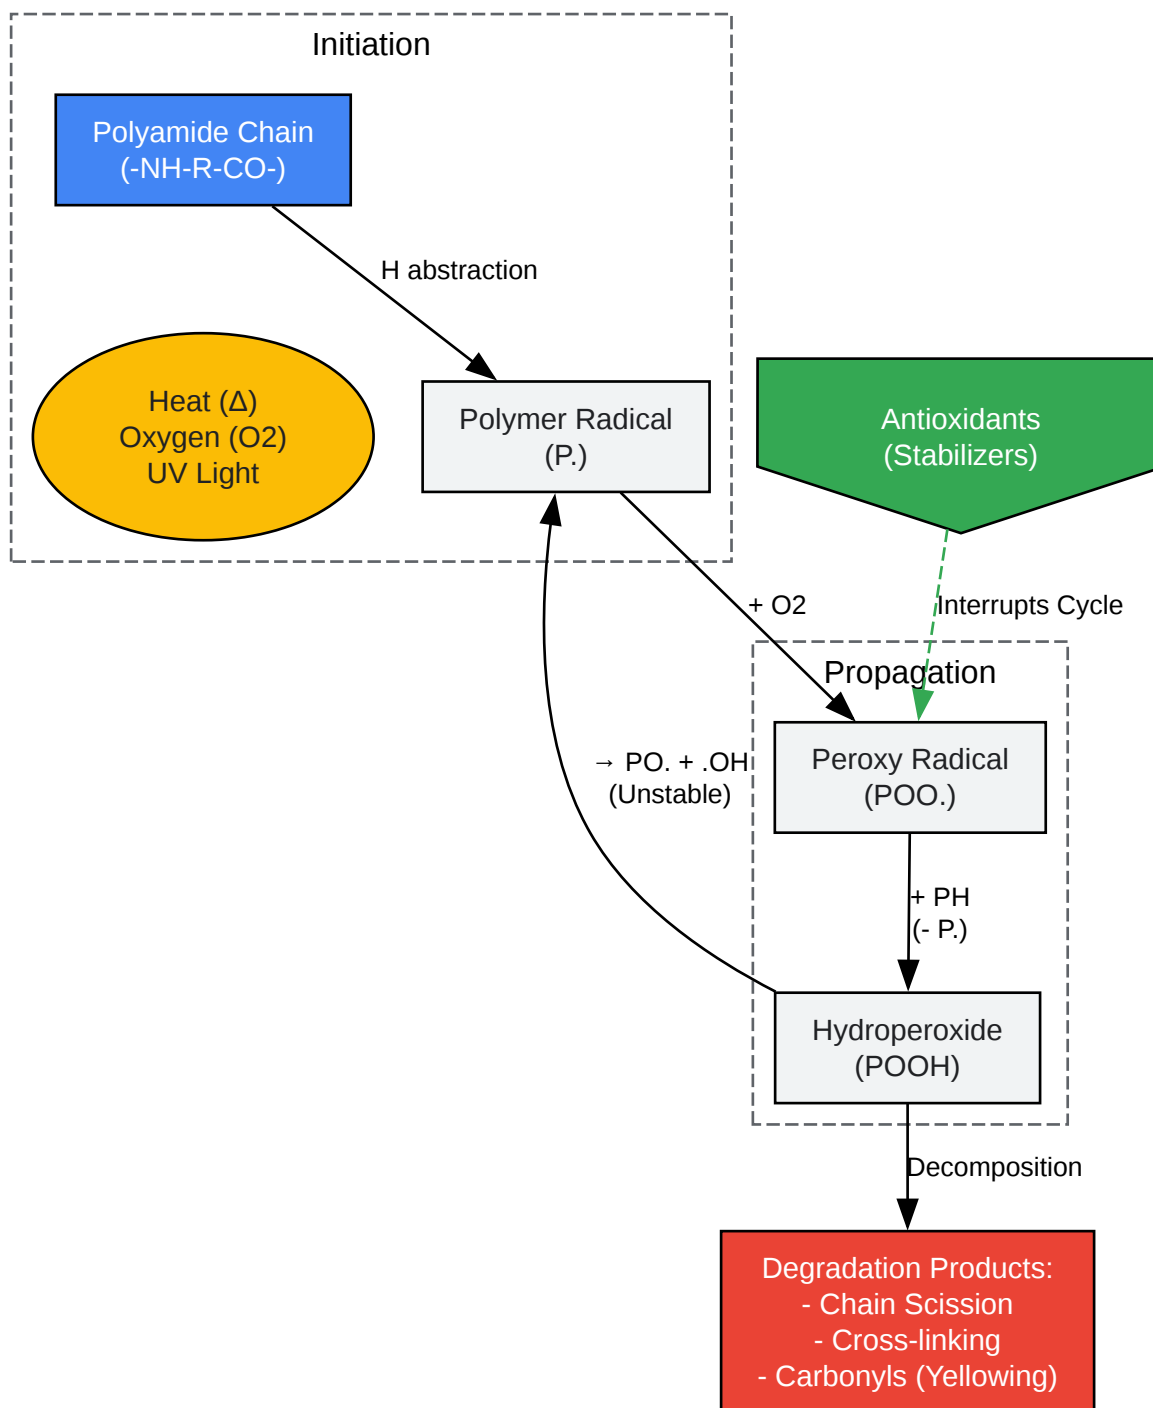 Initiation
Polyamide Chain
(-NH-R-CO-)
H abstraction
Heat (Δ)
Oxygen (O2)
UV Light
Polymer Radical
(P.)
Antioxidants
(Stabilizers)
+ O2
Interrupts Cycle
Propagation
→ PO. + .OH
(Unstable)
Peroxy Radical
(POO.)
+ PH
(- P.)
Hydroperoxide
(POOH)
Decomposition
Degradation Products:
- Chain Scission
- Cross-linking
- Carbonyls (Yellowing)